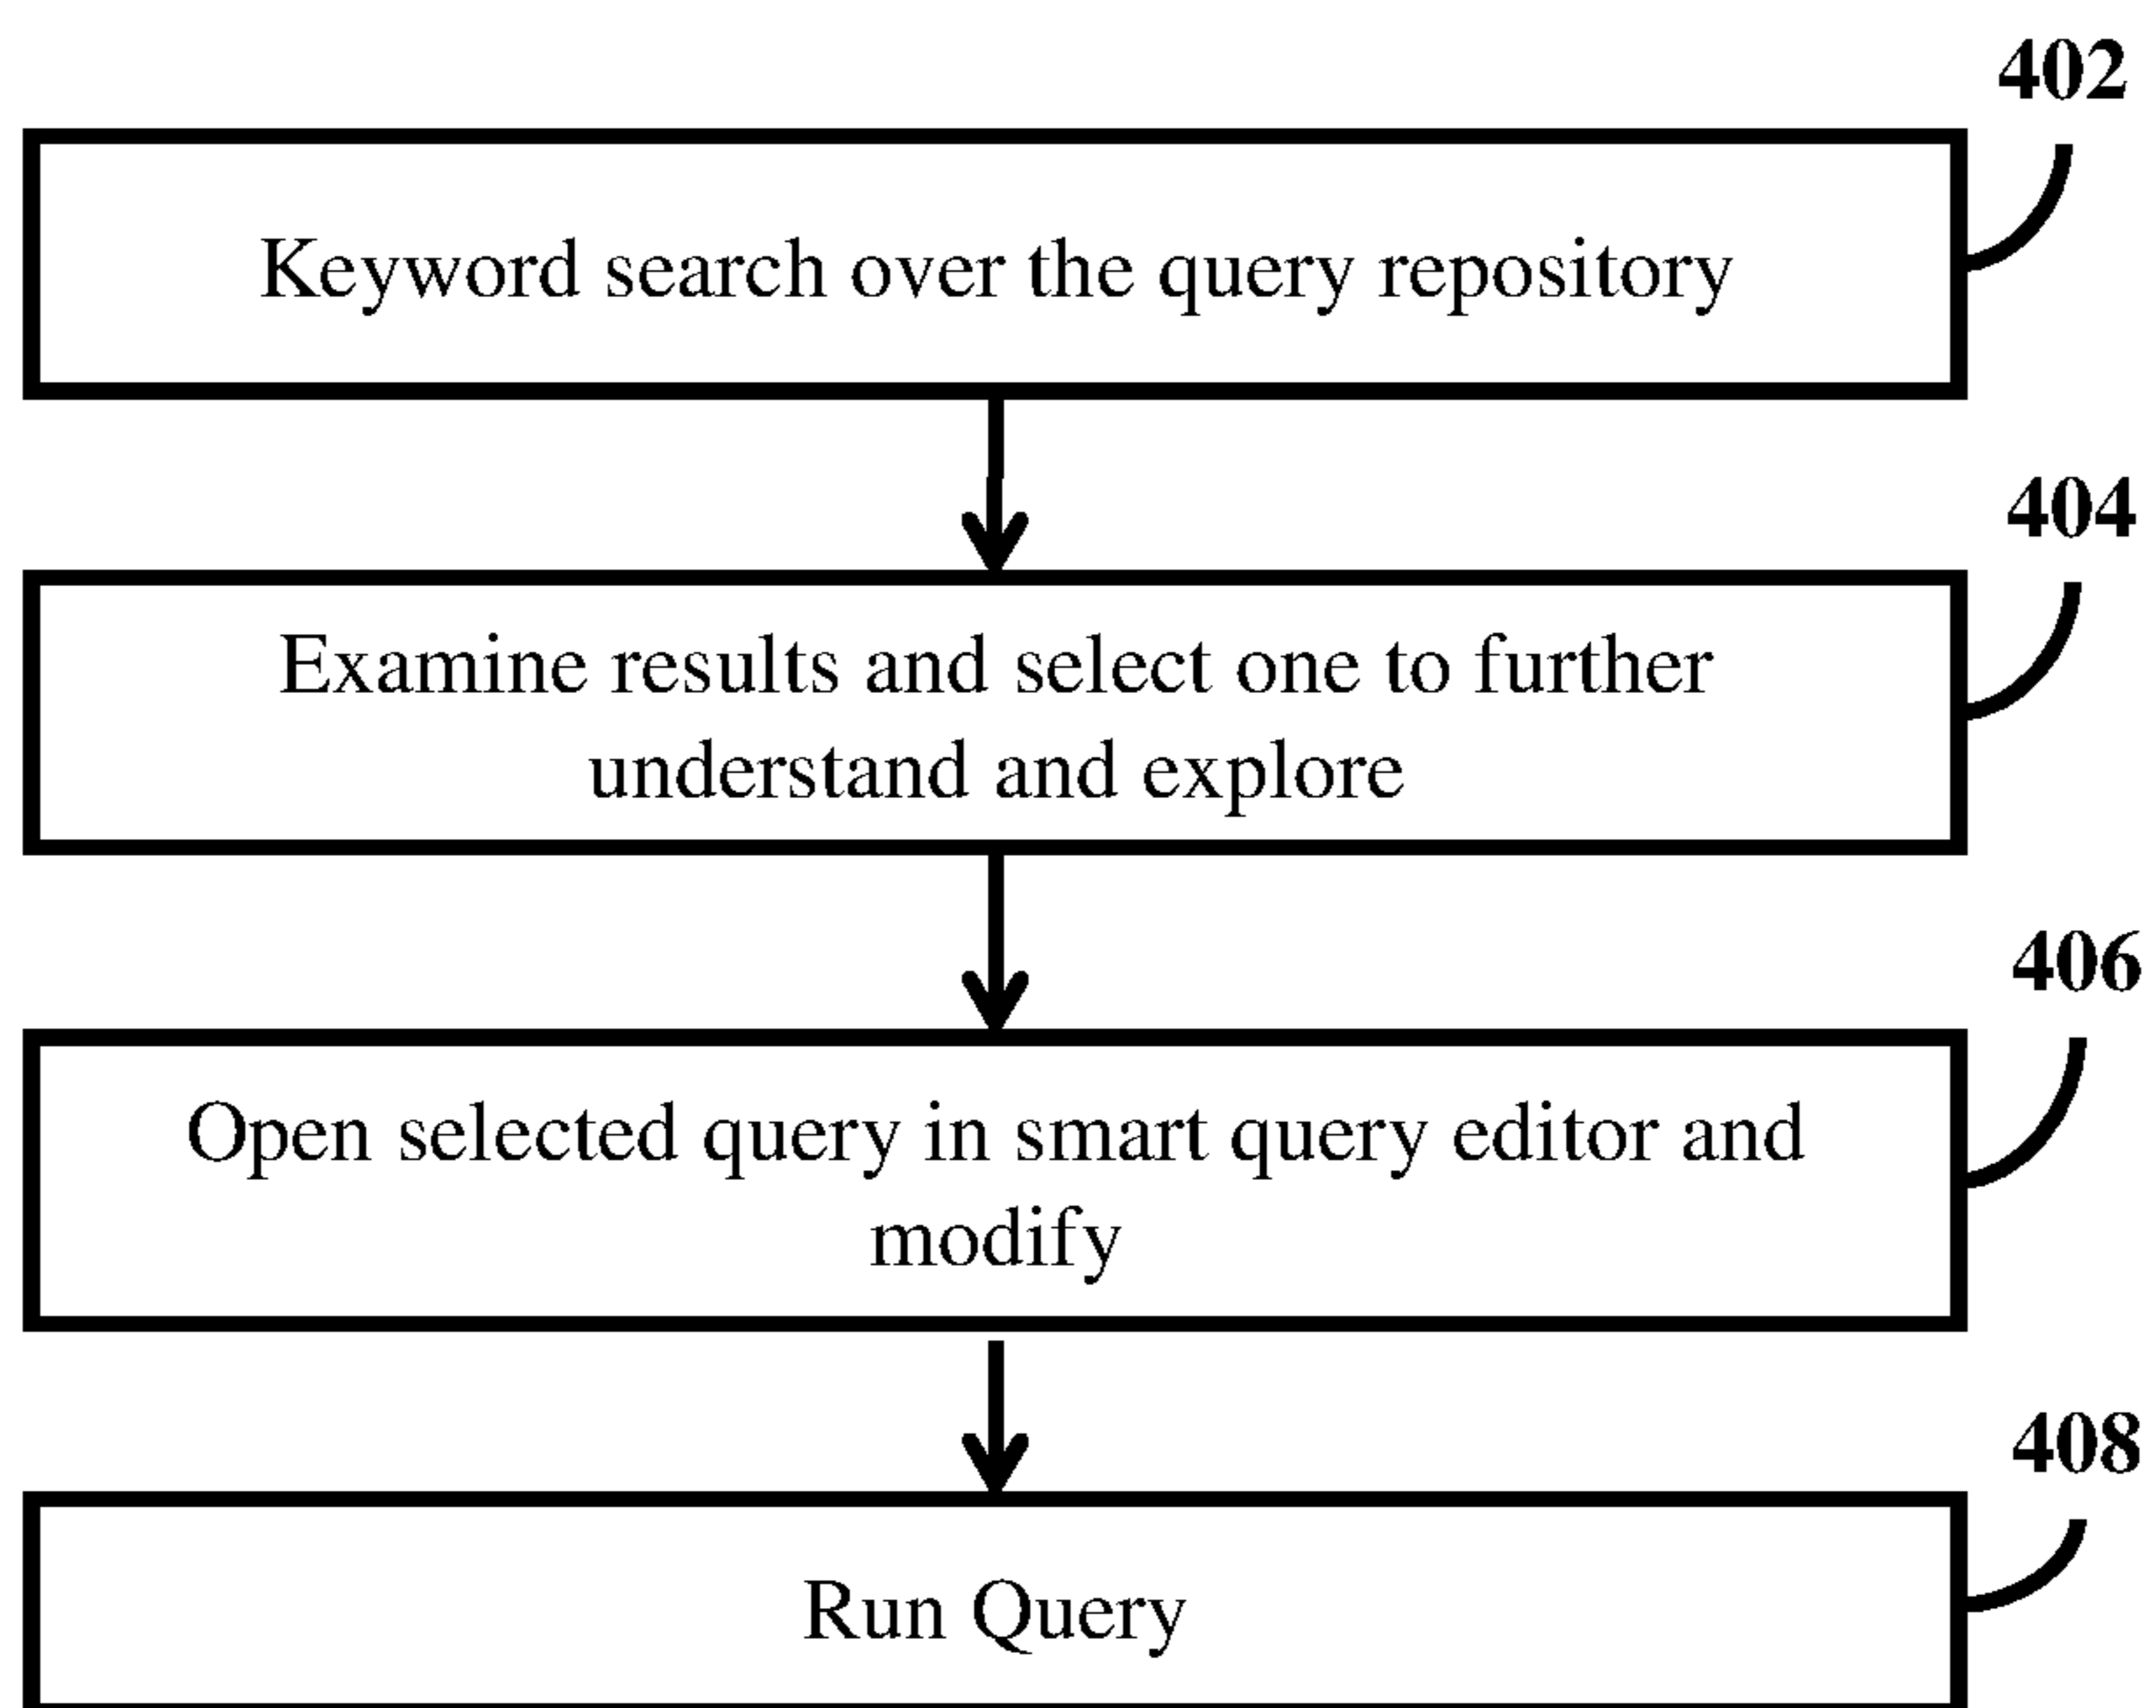 402
Keyword search over the query repository
404
Examine results and select one to further
understand and explore
406
Open selected query in smart query editor and
modify
408
Run Query